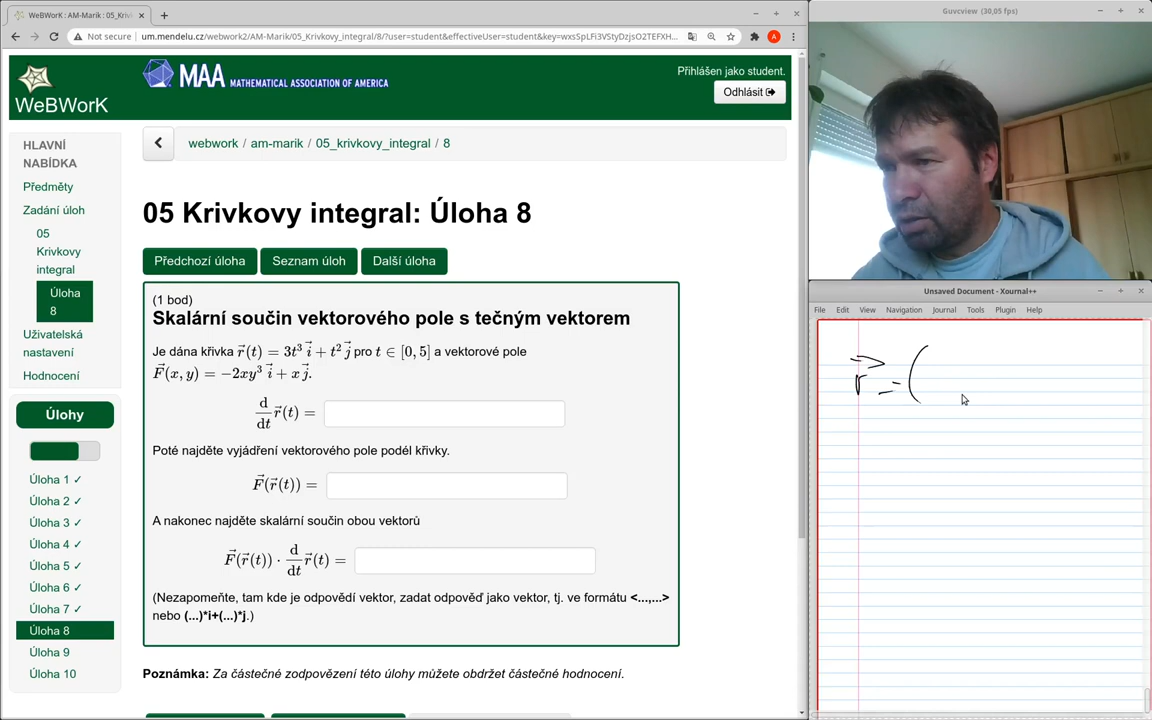 WeBWorK : AM-Marik : 05_Krivk
Guvcview (30,05 fps)
Not secure | um.mendelu.cz/webwork2/AM-Marik/05_Krivkovy_integral/8/?user=student&effectiveUser=student&key=wxsSpLFi3VStyDzjsO2TEFXH...
A
WeBWorK
MAA MATHEMATICAL ASSOCIATION OF AMERICA
Přihlášen jako student.
Odhlásit
HLAVNÍ
NABÍDKA
Předměty
Zadání úloh
05
Krivkovy
integral
Úloha
8
Uživatelská
nastavení
Hodnocení
Úlohy
Úloha 1 ✓
Úloha 2 ✓
Úloha 3 ✓
Úloha 4 ✓
Úloha 5 ✓
Úloha 6 ✓
Úloha 7 ✓
Úloha 8
Úloha 9
Úloha 10
webwork / am-marik / 05_krivkovy_integral / 8
05 Krivkovy integral: Úloha 8
Předchozí úloha
Seznam úloh
Další úloha
(1 bod)
Skalární součin vektorového pole s tečným vektorem
Je dána křivka r⃗(t) = 3t³ i⃗ + t² j⃗ pro t ∈ [0, 5] a vektorové pole
F⃗(x, y) = −2xy³ i⃗ + x j⃗.
d/dt r⃗(t) =
Poté najděte vyjádření vektorového pole podél křivky.
F⃗(r⃗(t)) =
A nakonec najděte skalární součin obou vektorů
F⃗(r⃗(t)) · d/dt r⃗(t) =
(Nezapomeňte, tam kde je odpovědí vektor, zadat odpověď jako vektor, tj. ve formátu <...,...>
nebo (...)*i+(...)*j.)
Poznámka: Za částečné zodpovězení této úlohy můžete obdržet částečné hodnocení.
Unsaved Document - Xournal++
File Edit View Navigation Journal Tools Plugin Help
r⃗ = (